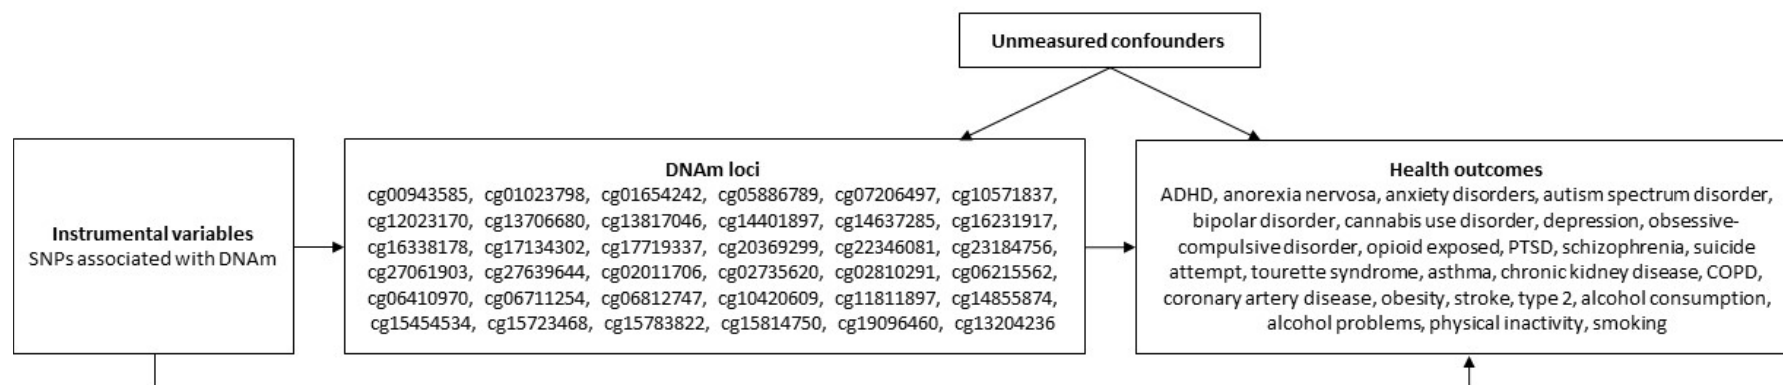 Unmeasured confounders
Instrumental variables
SNPs associated with DNAm
DNAm loci
cg00943585, cg01023798, cg01654242, cg05886789, cg07206497, cg10571837,
cg12023170, cg13706680, cg13817046, cg14401897, cg14637285, cg16231917,
cg16338178, cg17134302, cg17719337, cg20369299, cg22346081, cg23184756,
cg27061903, cg27639644, cg02011706, cg02735620, cg02810291, cg06215562,
cg06410970, cg06711254, cg06812747, cg10420609, cg11811897, cg14855874,
cg15454534, cg15723468, cg15783822, cg15814750, cg19096460, cg13204236
Health outcomes
ADHD, anorexia nervosa, anxiety disorders, autism spectrum disorder,
bipolar disorder, cannabis use disorder, depression, obsessive-
compulsive disorder, opioid exposed, PTSD, schizophrenia, suicide
attempt, tourette syndrome, asthma, chronic kidney disease, COPD,
coronary artery disease, obesity, stroke, type 2, alcohol consumption,
alcohol problems, physical inactivity, smoking